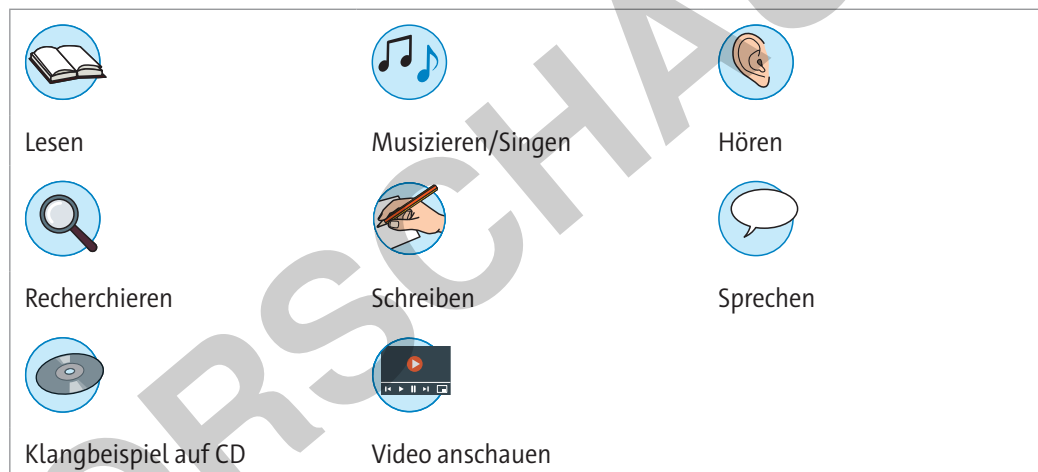 Lesen Musizieren/Singen Hören
Recherchieren Schreiben Sprechen
Klangbeispiel auf CD Video anschauen